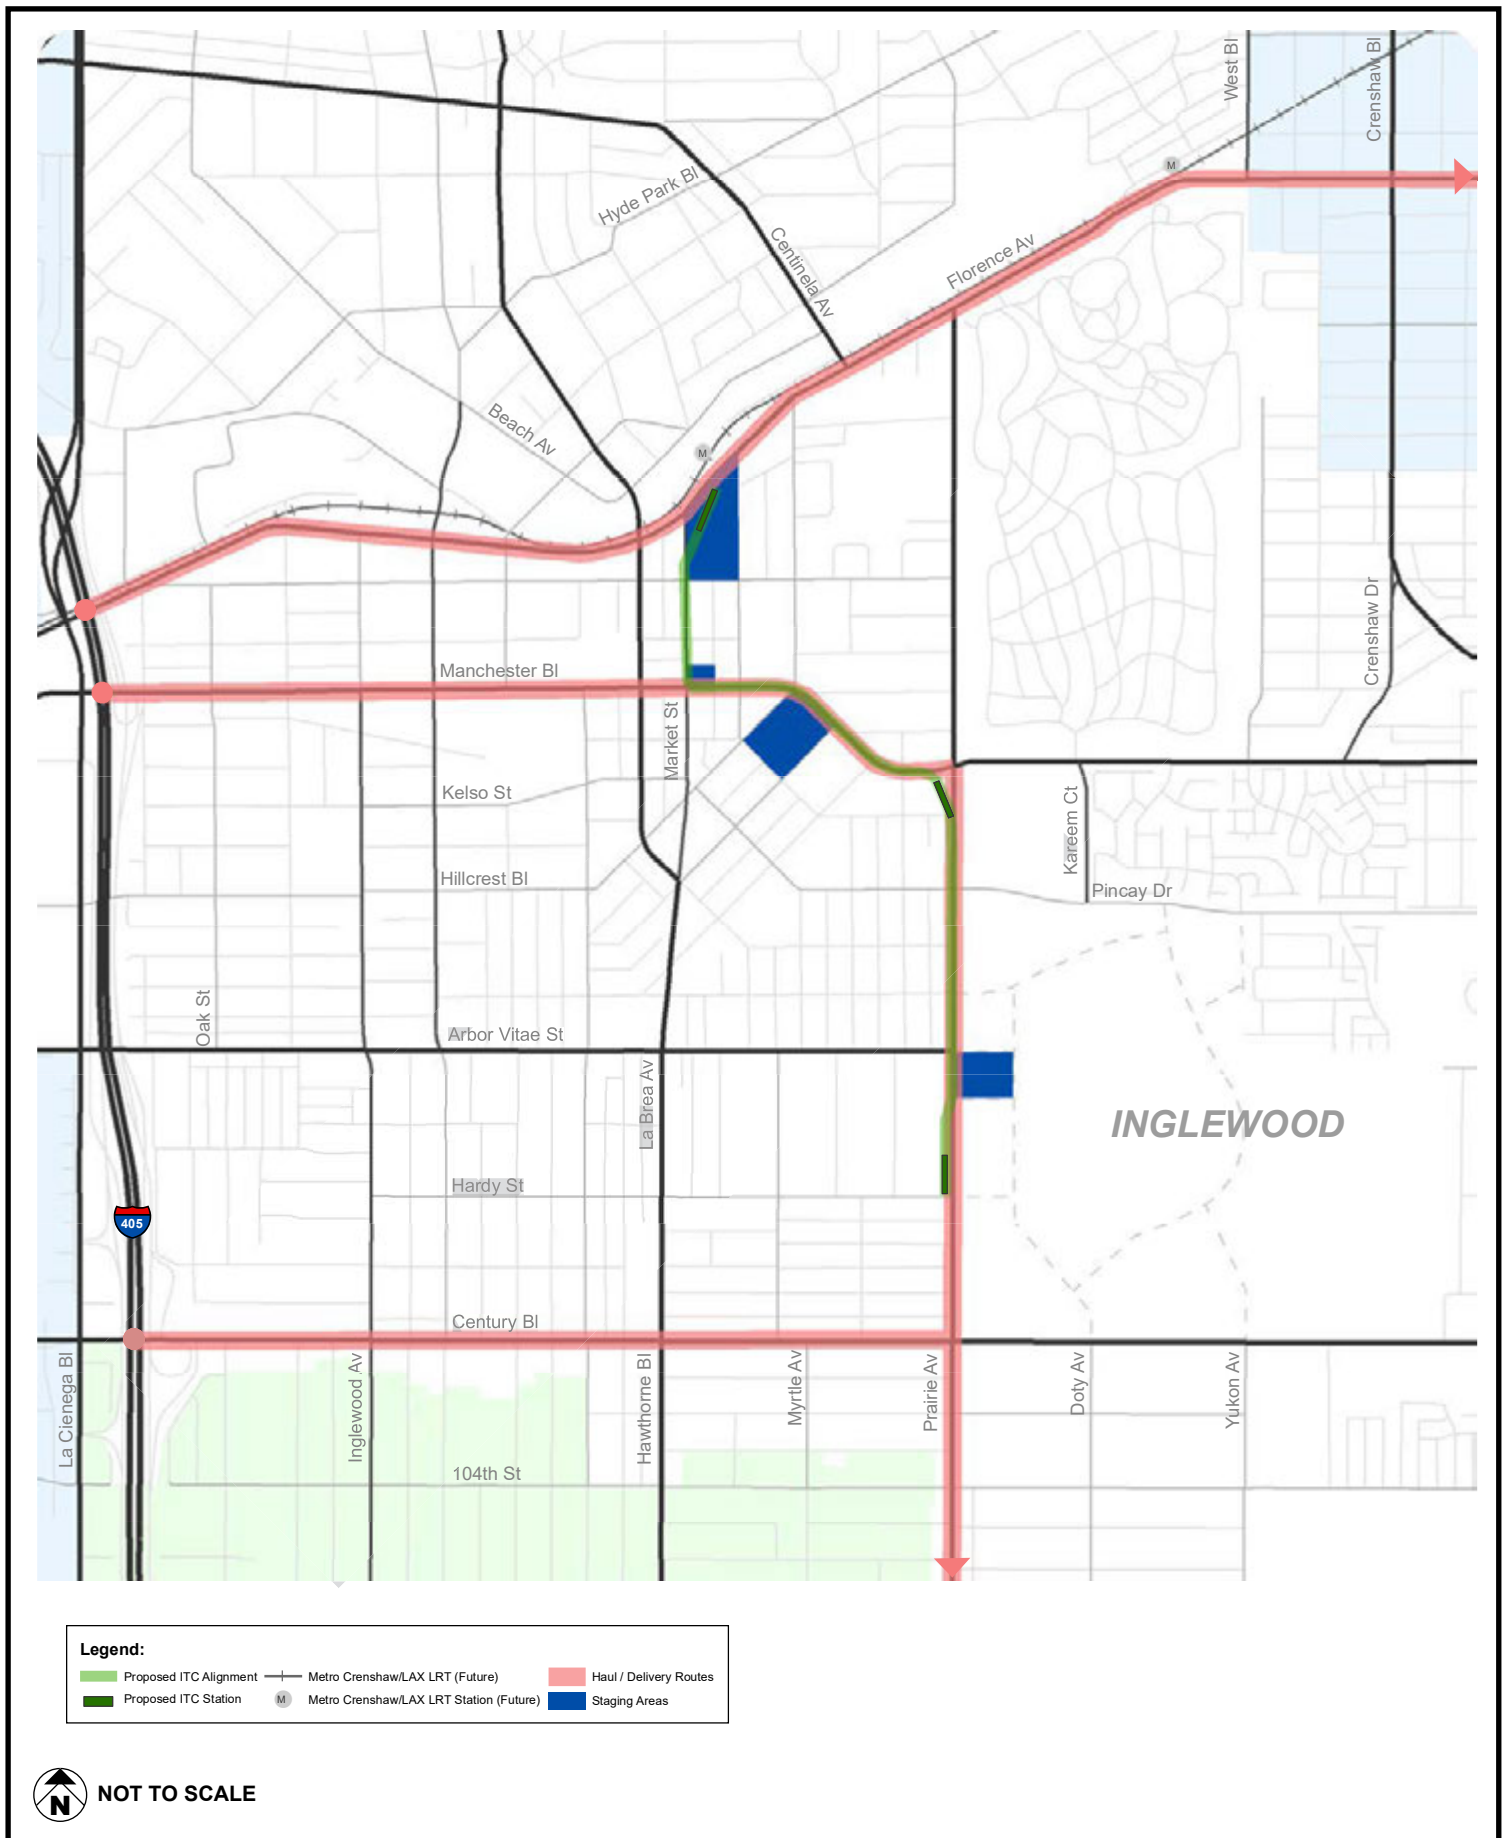 West Bl
Crenshaw Bl
M
Hyde Park Bl
Centinela Av
Florence Av
Beach Av
M
Crenshaw Dr
Manchester Bl
Market St
Kelso St
Kareem Ct
Hillcrest Bl
Pincay Dr
Oak St
Arbor Vitae St
La Brea Av
INGLEWOOD
Hardy St
405
Century Bl
La Cienega Bl
Inglewood Av
Hawthorne Bl
Myrtle Av
Prairie Av
Doty Av
Yukon Av
104th St
Legend:
Proposed ITC Alignment
Metro Crenshaw/LAX LRT (Future)
Haul / Delivery Routes
Proposed ITC Station
M
Metro Crenshaw/LAX LRT Station (Future)
Staging Areas
N
NOT TO SCALE